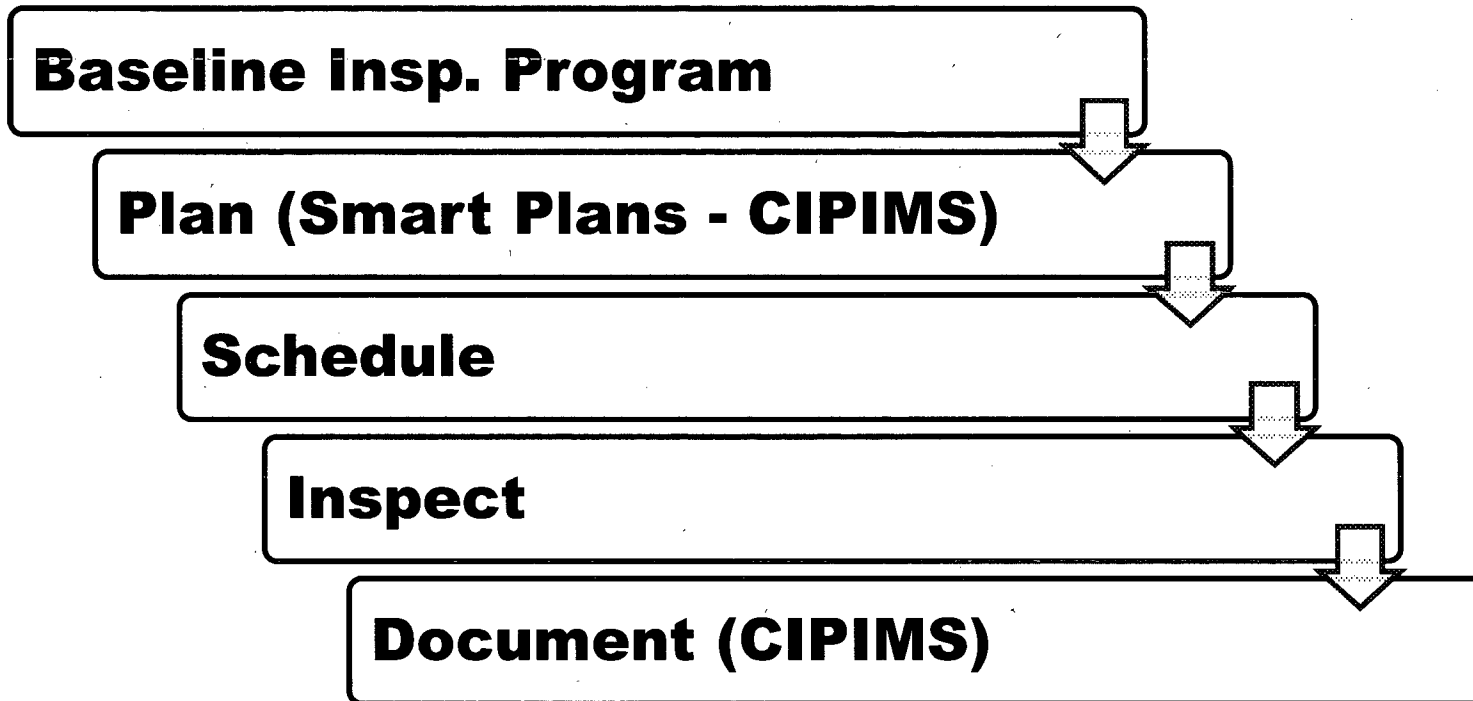 Baseline Insp. Program
Plan (Smart Plans - CIPIMS)
Schedule
Inspect
Document (CIPIMS)